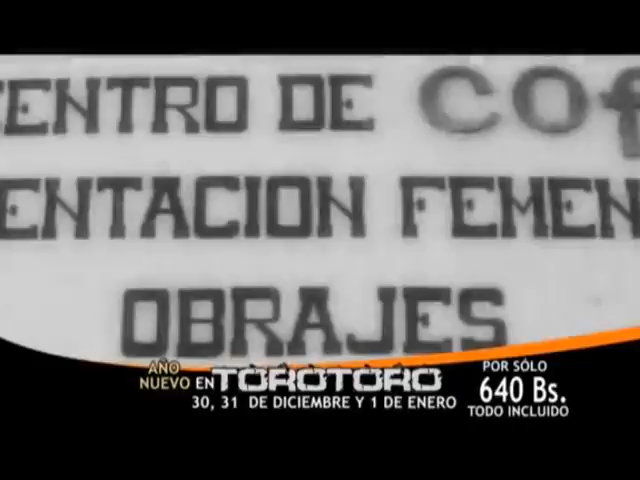 ENTRO DE COF
ENTACION FEMEN
OBRAJES
AÑO NUEVO EN TOROTORO
30, 31 DE DICIEMBRE Y 1 DE ENERO
POR SÓLO
640 Bs.
TODO INCLUIDO